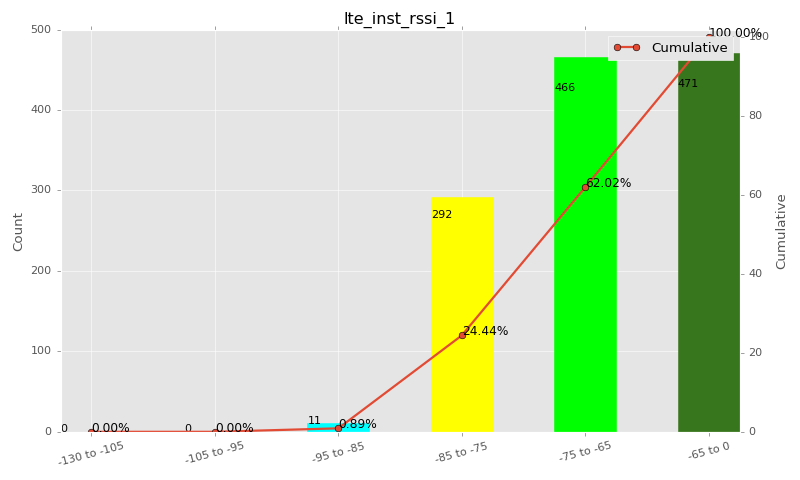 lte_inst_rssi_1
500
400
300
200
100
0
Count
100
80
60
40
20
0
Cumulative
Cumulative
0
0.00%
0
0.00%
11
0.89%
292
24.44%
466
62.02%
471
100.00%
-130 to -105
-105 to -95
-95 to -85
-85 to -75
-75 to -65
-65 to 0